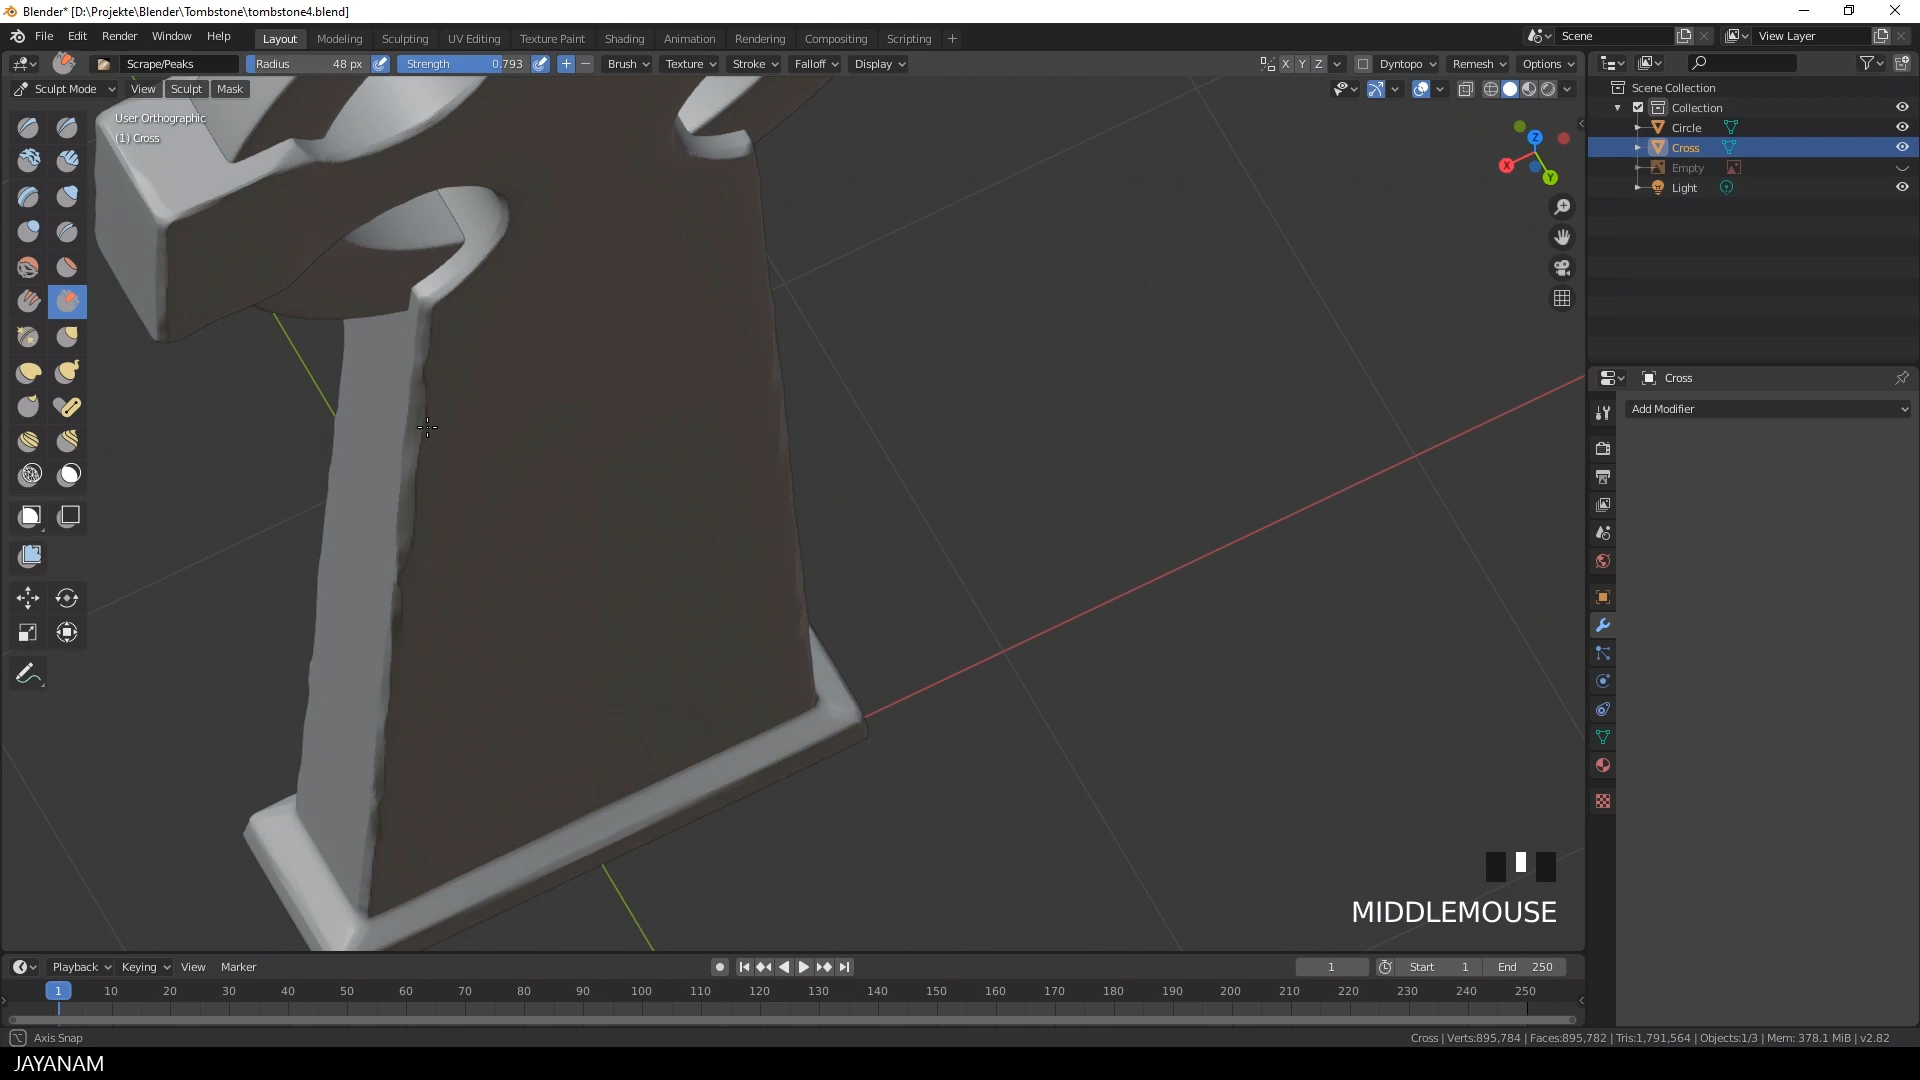 Blender* [D:\Projekte\Blender\Tombstone\tombstone4.blend]
File Edit Render Window Help Layout Modeling Sculpting UV Editing Texture Paint Shading Animation Rendering Compositing Scripting + Scene View Layer
Scrape/Peaks Radius 48 px Strength 0.793 + − Brush Texture Stroke Falloff Display X Y Z Dyntopo Remesh Options
Sculpt Mode View Sculpt Mask
User Orthographic
(1) Cross
Z
X
Y
Scene Collection
Collection
Circle
Cross
Empty
Light
Cross
Add Modifier
MIDDLEMOUSE
Playback Keying View Marker 1 Start 1 End 250
1 10 20 30 40 50 60 70 80 90 100 110 120 130 140 150 160 170 180 190 200 210 220 230 240 250
Axis Snap
Cross | Verts:895,784 | Faces:895,782 | Tris:1,791,564 | Objects:1/3 | Mem: 378.1 MiB | v2.82
JAYANAM